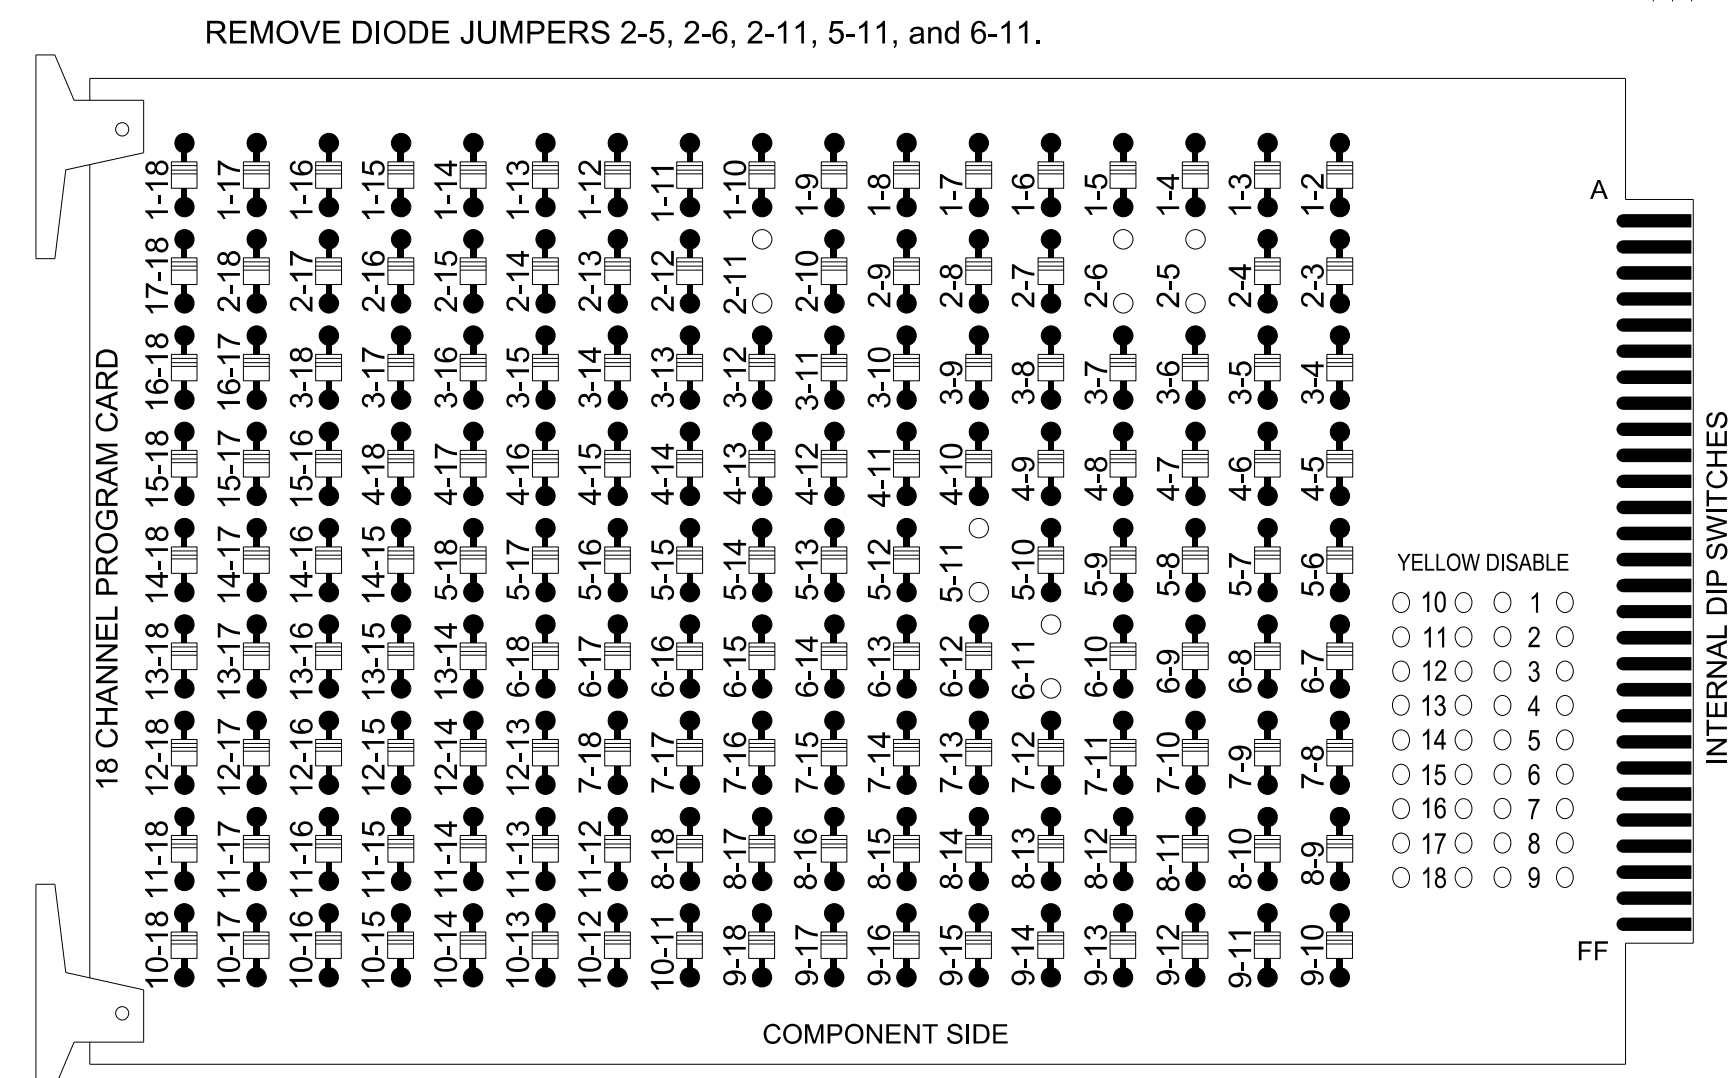 REMOVE DIODE JUMPERS 2-5, 2-6, 2-11, 5-11, and 6-11.
1-18 1-17 1-16 1-15 1-14 1-13 1-12 1-11 1-10 1-9 1-8 1-7 1-6 1-5 1-4 1-3 1-2
A
17-18 2-18 2-17 2-16 2-15 2-14 2-13 2-12 2-11 2-10 2-9 2-8 2-7 2-6 2-5 2-4 2-3
16-18 16-17 3-18 3-17 3-16 3-15 3-14 3-13 3-12 3-11 3-10 3-9 3-8 3-7 3-6 3-5 3-4
15-18 15-17 15-16 4-18 4-17 4-16 4-15 4-14 4-13 4-12 4-11 4-10 4-9 4-8 4-7 4-6 4-5
14-18 14-17 14-16 14-15 5-18 5-17 5-16 5-15 5-14 5-13 5-12 5-11 5-10 5-9 5-8 5-7 5-6
13-18 13-17 13-16 13-15 13-14 6-18 6-17 6-16 6-15 6-14 6-13 6-12 6-11 6-10 6-9 6-8 6-7
12-18 12-17 12-16 12-15 12-14 12-13 7-18 7-17 7-16 7-15 7-14 7-13 7-12 7-11 7-10 7-9 7-8
11-18 11-17 11-16 11-15 11-14 11-13 11-12 8-18 8-17 8-16 8-15 8-14 8-13 8-12 8-11 8-10 8-9
10-18 10-17 10-16 10-15 10-14 10-13 10-12 10-11 9-18 9-17 9-16 9-15 9-14 9-13 9-12 9-11 9-10
18 CHANNEL PROGRAM CARD
YELLOW DISABLE
10 1
11 2
12 3
13 4
14 5
15 6
16 7
17 8
18 9
FF
INTERNAL DIP SWITCHES
COMPONENT SIDE